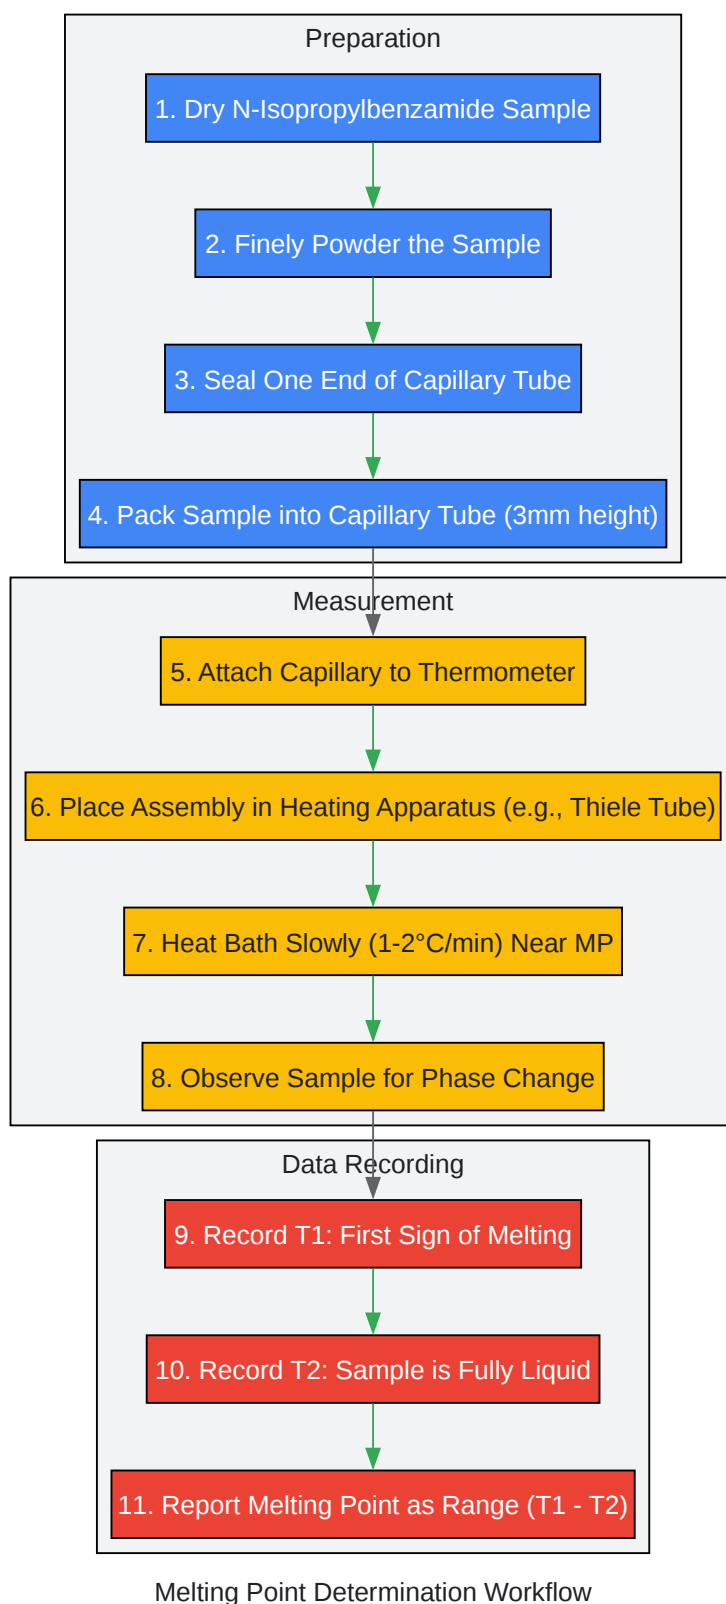 Preparation
1. Dry N-Isopropylbenzamide Sample
2. Finely Powder the Sample
3. Seal One End of Capillary Tube
4. Pack Sample into Capillary Tube (3mm height)
Measurement
5. Attach Capillary to Thermometer
6. Place Assembly in Heating Apparatus (e.g., Thiele Tube)
7. Heat Bath Slowly (1-2°C/min) Near MP
8. Observe Sample for Phase Change
Data Recording
9. Record T1: First Sign of Melting
10. Record T2: Sample is Fully Liquid
11. Report Melting Point as Range (T1 - T2)
Melting Point Determination Workflow